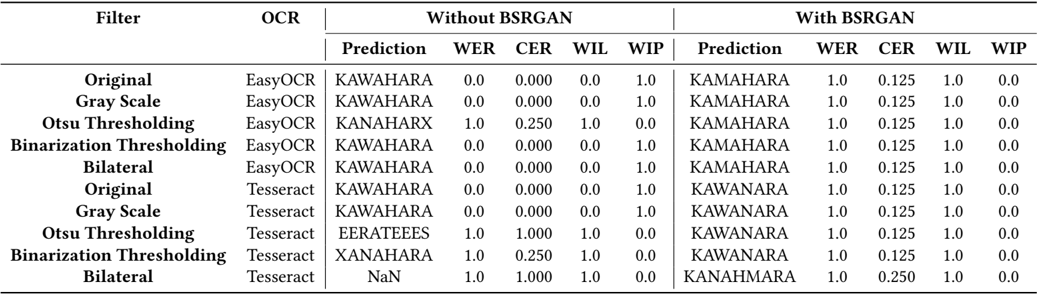 Filter OCR Without BSRGAN With BSRGAN
Prediction WER CER WIL WIP Prediction WER CER WIL WIP
Original EasyOCR KAWAHARA 0.0 0.000 0.0 1.0 KAMAHARA 1.0 0.125 1.0 0.0
Gray Scale EasyOCR KAWAHARA 0.0 0.000 0.0 1.0 KAMAHARA 1.0 0.125 1.0 0.0
Otsu Thresholding EasyOCR KANAHARX 1.0 0.250 1.0 0.0 KAMAHARA 1.0 0.125 1.0 0.0
Binarization Thresholding EasyOCR KAWAHARA 0.0 0.000 0.0 1.0 KAMAHARA 1.0 0.125 1.0 0.0
Bilateral EasyOCR KAWAHARA 0.0 0.000 0.0 1.0 KAMAHARA 1.0 0.125 1.0 0.0
Original Tesseract KAWAHARA 0.0 0.000 0.0 1.0 KAWANARA 1.0 0.125 1.0 0.0
Gray Scale Tesseract KAWAHARA 0.0 0.000 0.0 1.0 KAWANARA 1.0 0.125 1.0 0.0
Otsu Thresholding Tesseract EERATEEES 1.0 1.000 1.0 0.0 KAWANARA 1.0 0.125 1.0 0.0
Binarization Thresholding Tesseract XANAHARA 1.0 0.250 1.0 0.0 KAWANARA 1.0 0.125 1.0 0.0
Bilateral Tesseract NaN 1.0 1.000 1.0 0.0 KANAHMARA 1.0 0.250 1.0 0.0